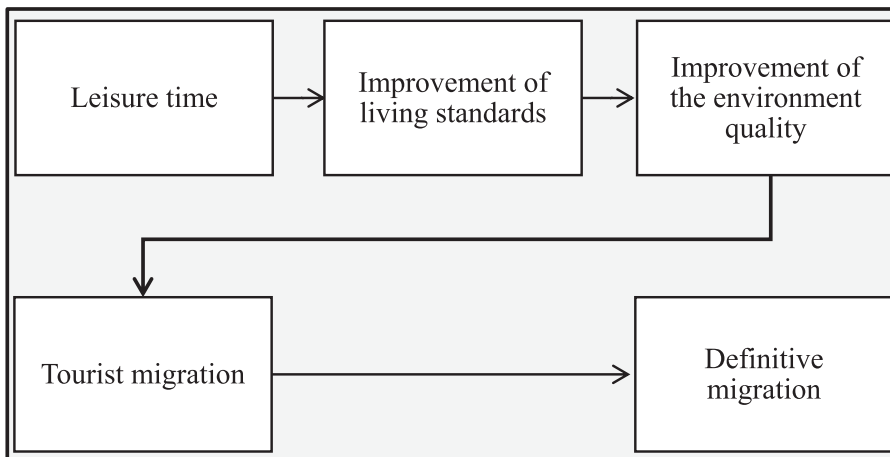 Leisure time
Improvement of
living standards
Improvement of
the environment
quality
Tourist migration
Definitive
migration